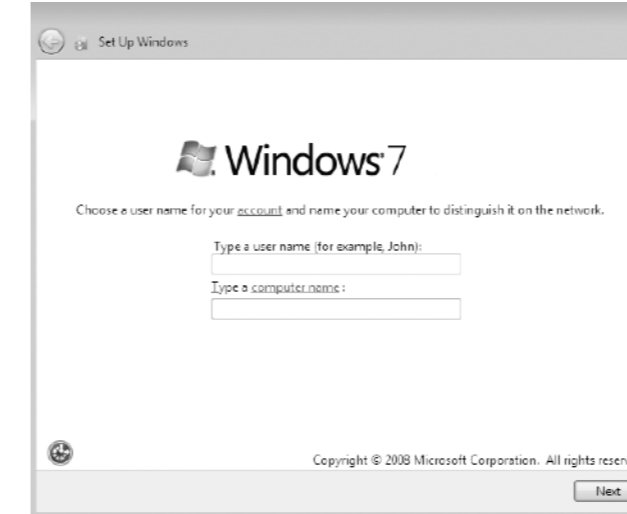 Set Up Windows
Windows 7
Choose a user name for your account and name your computer to distinguish it on the network.
Type a user name (for example, John):
Type a computer name :
Copyright © 2008 Microsoft Corporation. All rights reser
Next